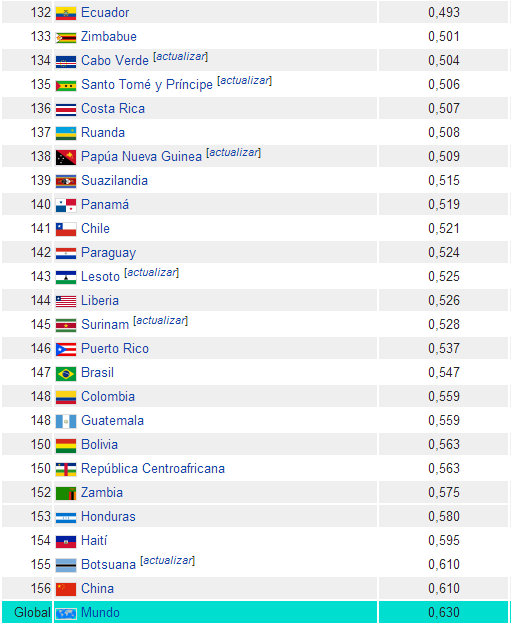 132 Ecuador 0,493
133 Zimbabue 0,501
134 Cabo Verde [actualizar] 0,504
135 Santo Tomé y Príncipe [actualizar] 0,506
136 Costa Rica 0,507
137 Ruanda 0,508
138 Papúa Nueva Guinea [actualizar] 0,509
139 Suazilandia 0,515
140 Panamá 0,519
141 Chile 0,521
142 Paraguay 0,524
143 Lesoto [actualizar] 0,525
144 Liberia 0,526
145 Surinam [actualizar] 0,528
146 Puerto Rico 0,537
147 Brasil 0,547
148 Colombia 0,559
148 Guatemala 0,559
150 Bolivia 0,563
150 República Centroafricana 0,563
152 Zambia 0,575
153 Honduras 0,580
154 Haití 0,595
155 Botsuana [actualizar] 0,610
156 China 0,610
Global Mundo 0,630